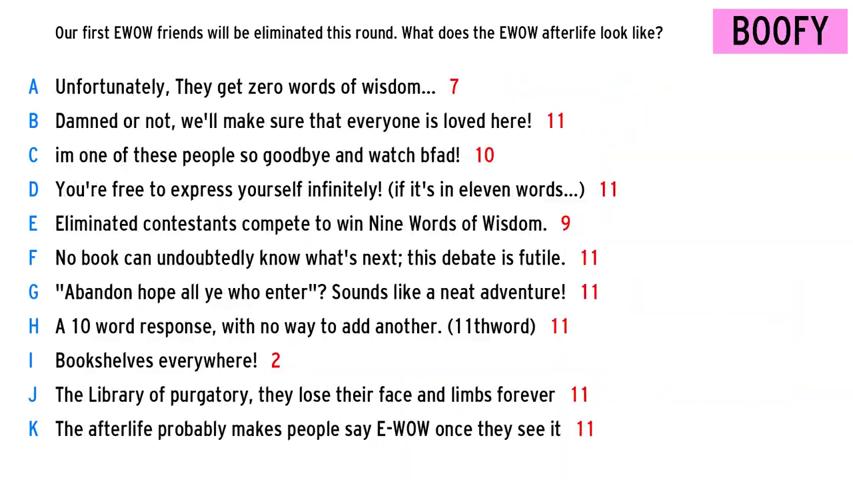 Our first EWOW friends will be eliminated this round. What does the EWOW afterlife look like?
BOOFY
A Unfortunately, They get zero words of wisdom... 7
B Damned or not, we'll make sure that everyone is loved here! 11
C im one of these people so goodbye and watch bfad! 10
D You're free to express yourself infinitely! (if it's in eleven words...) 11
E Eliminated contestants compete to win Nine Words of Wisdom. 9
F No book can undoubtedly know what's next; this debate is futile. 11
G "Abandon hope all ye who enter"? Sounds like a neat adventure! 11
H A 10 word response, with no way to add another. (11thword) 11
I Bookshelves everywhere! 2
J The Library of purgatory, they lose their face and limbs forever 11
K The afterlife probably makes people say E-WOW once they see it 11